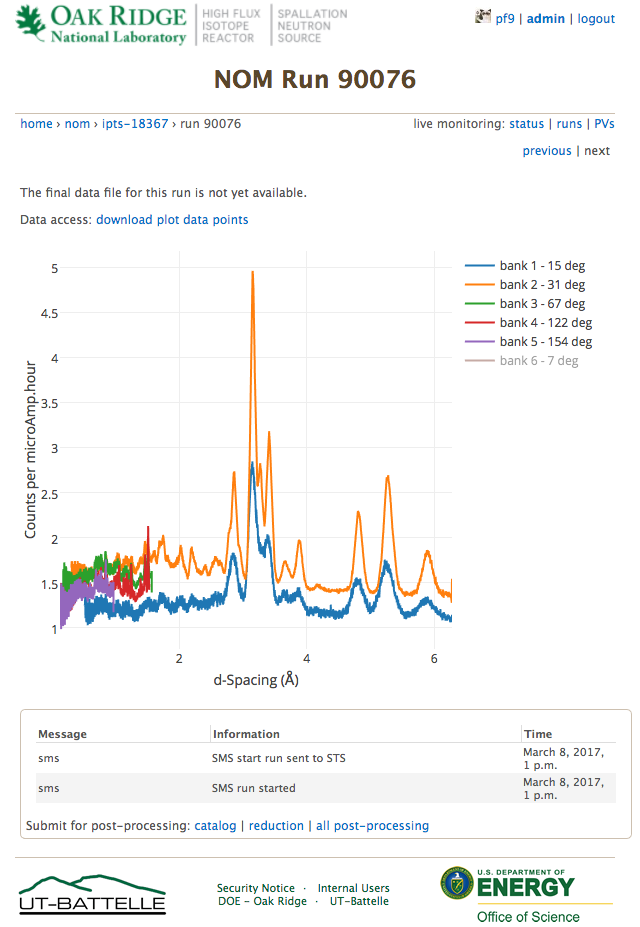 OAK RIDGE
National Laboratory
HIGH FLUX
ISOTOPE
REACTOR
SPALLATION
NEUTRON
SOURCE
pf9 | admin | logout
NOM Run 90076
home › nom › ipts-18367 › run 90076
live monitoring: status | runs | PVs
previous | next
The final data file for this run is not yet available.
Data access: download plot data points
5
4.5
4
3.5
3
2.5
2
1.5
1
Counts per microAmp.hour
2
4
6
d-Spacing (Å)
bank 1 - 15 deg
bank 2 - 31 deg
bank 3 - 67 deg
bank 4 - 122 deg
bank 5 - 154 deg
bank 6 - 7 deg
Message Information Time
sms SMS start run sent to STS March 8, 2017,
1 p.m.
sms SMS run started March 8, 2017,
1 p.m.
Submit for post-processing: catalog | reduction | all post-processing
UT-BATTELLE
Security Notice · Internal Users
DOE - Oak Ridge · UT-Battelle
U.S. DEPARTMENT OF
ENERGY
Office of Science